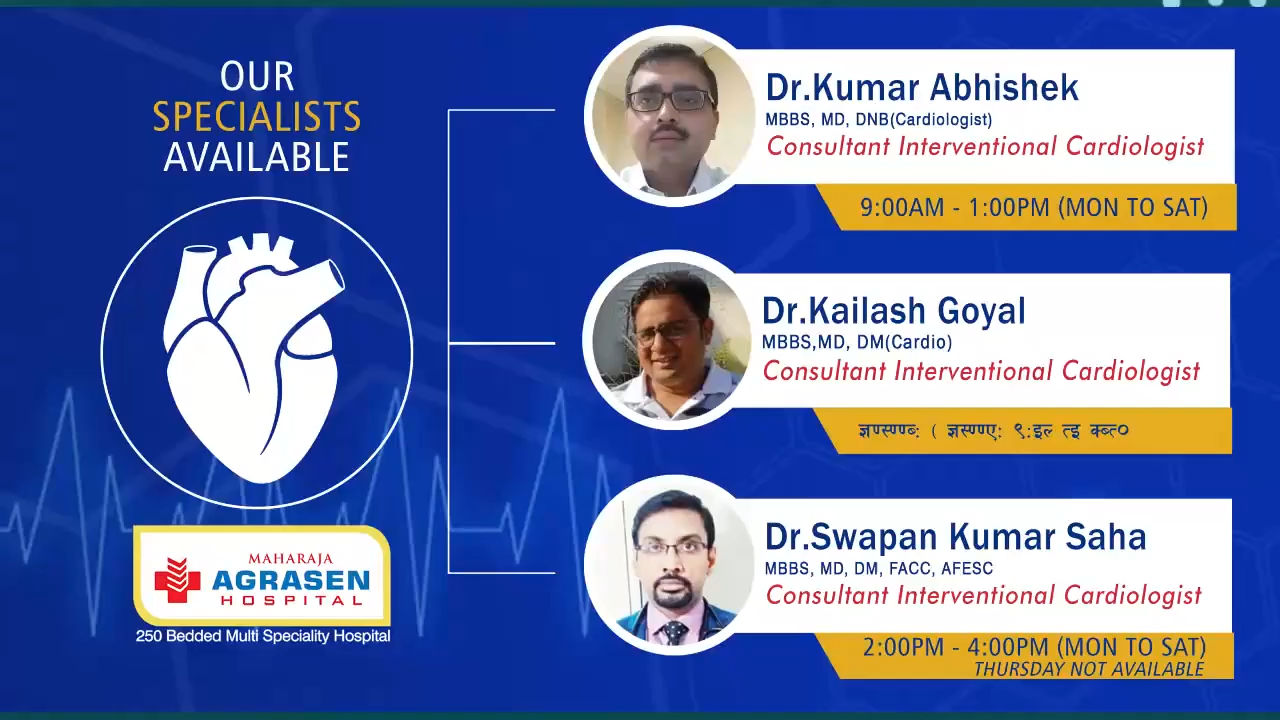 OUR
SPECIALISTS
AVAILABLE
MAHARAJA
AGRASEN
HOSPITAL
250 Bedded Multi Speciality Hospital
Dr.Kumar Abhishek
MBBS, MD, DNB(Cardiologist)
Consultant Interventional Cardiologist
9:00AM - 1:00PM (MON TO SAT)
Dr.Kailash Goyal
MBBS,MD, DM(Cardio)
Consultant Interventional Cardiologist
Dr.Swapan Kumar Saha
MBBS, MD, DM, FACC, AFESC
Consultant Interventional Cardiologist
2:00PM - 4:00PM (MON TO SAT)
THURSDAY NOT AVAILABLE